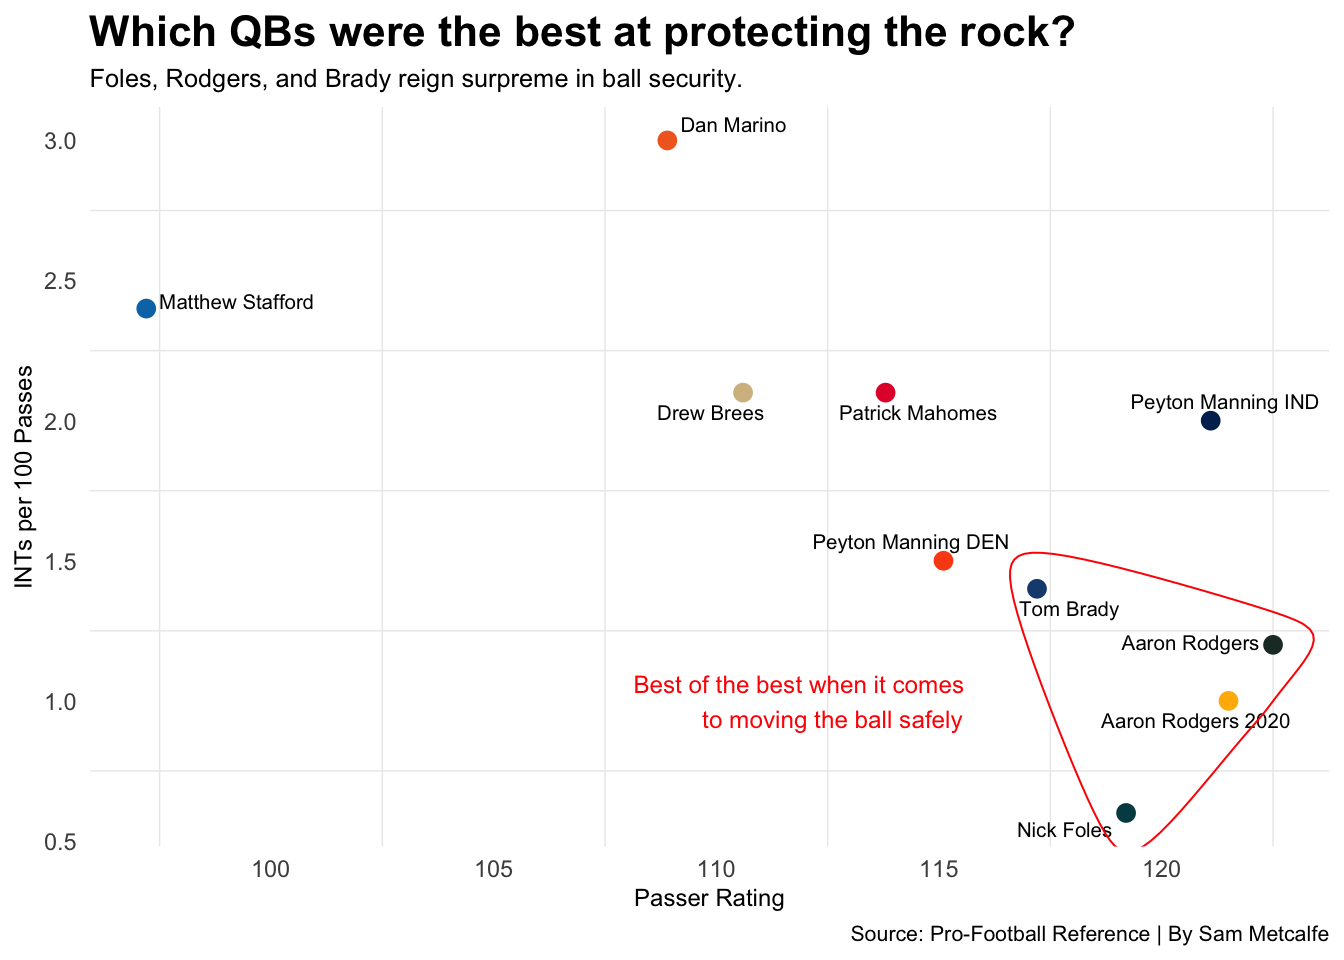 Which QBs were the best at protecting the rock?
Foles, Rodgers, and Brady reign surpreme in ball security.
Dan Marino
3.0
2.5
Matthew Stafford
Drew Brees
Patrick Mahomes
Peyton Manning IND
2.0
INTs per 100 Passes
Peyton Manning DEN
1.5
Tom Brady
Aaron Rodgers
Best of the best when it comes
to moving the ball safely
1.0
Aaron Rodgers 2020
Nick Foles
0.5
100 105 110 115 120
Passer Rating
Source: Pro-Football Reference | By Sam Metcalfe